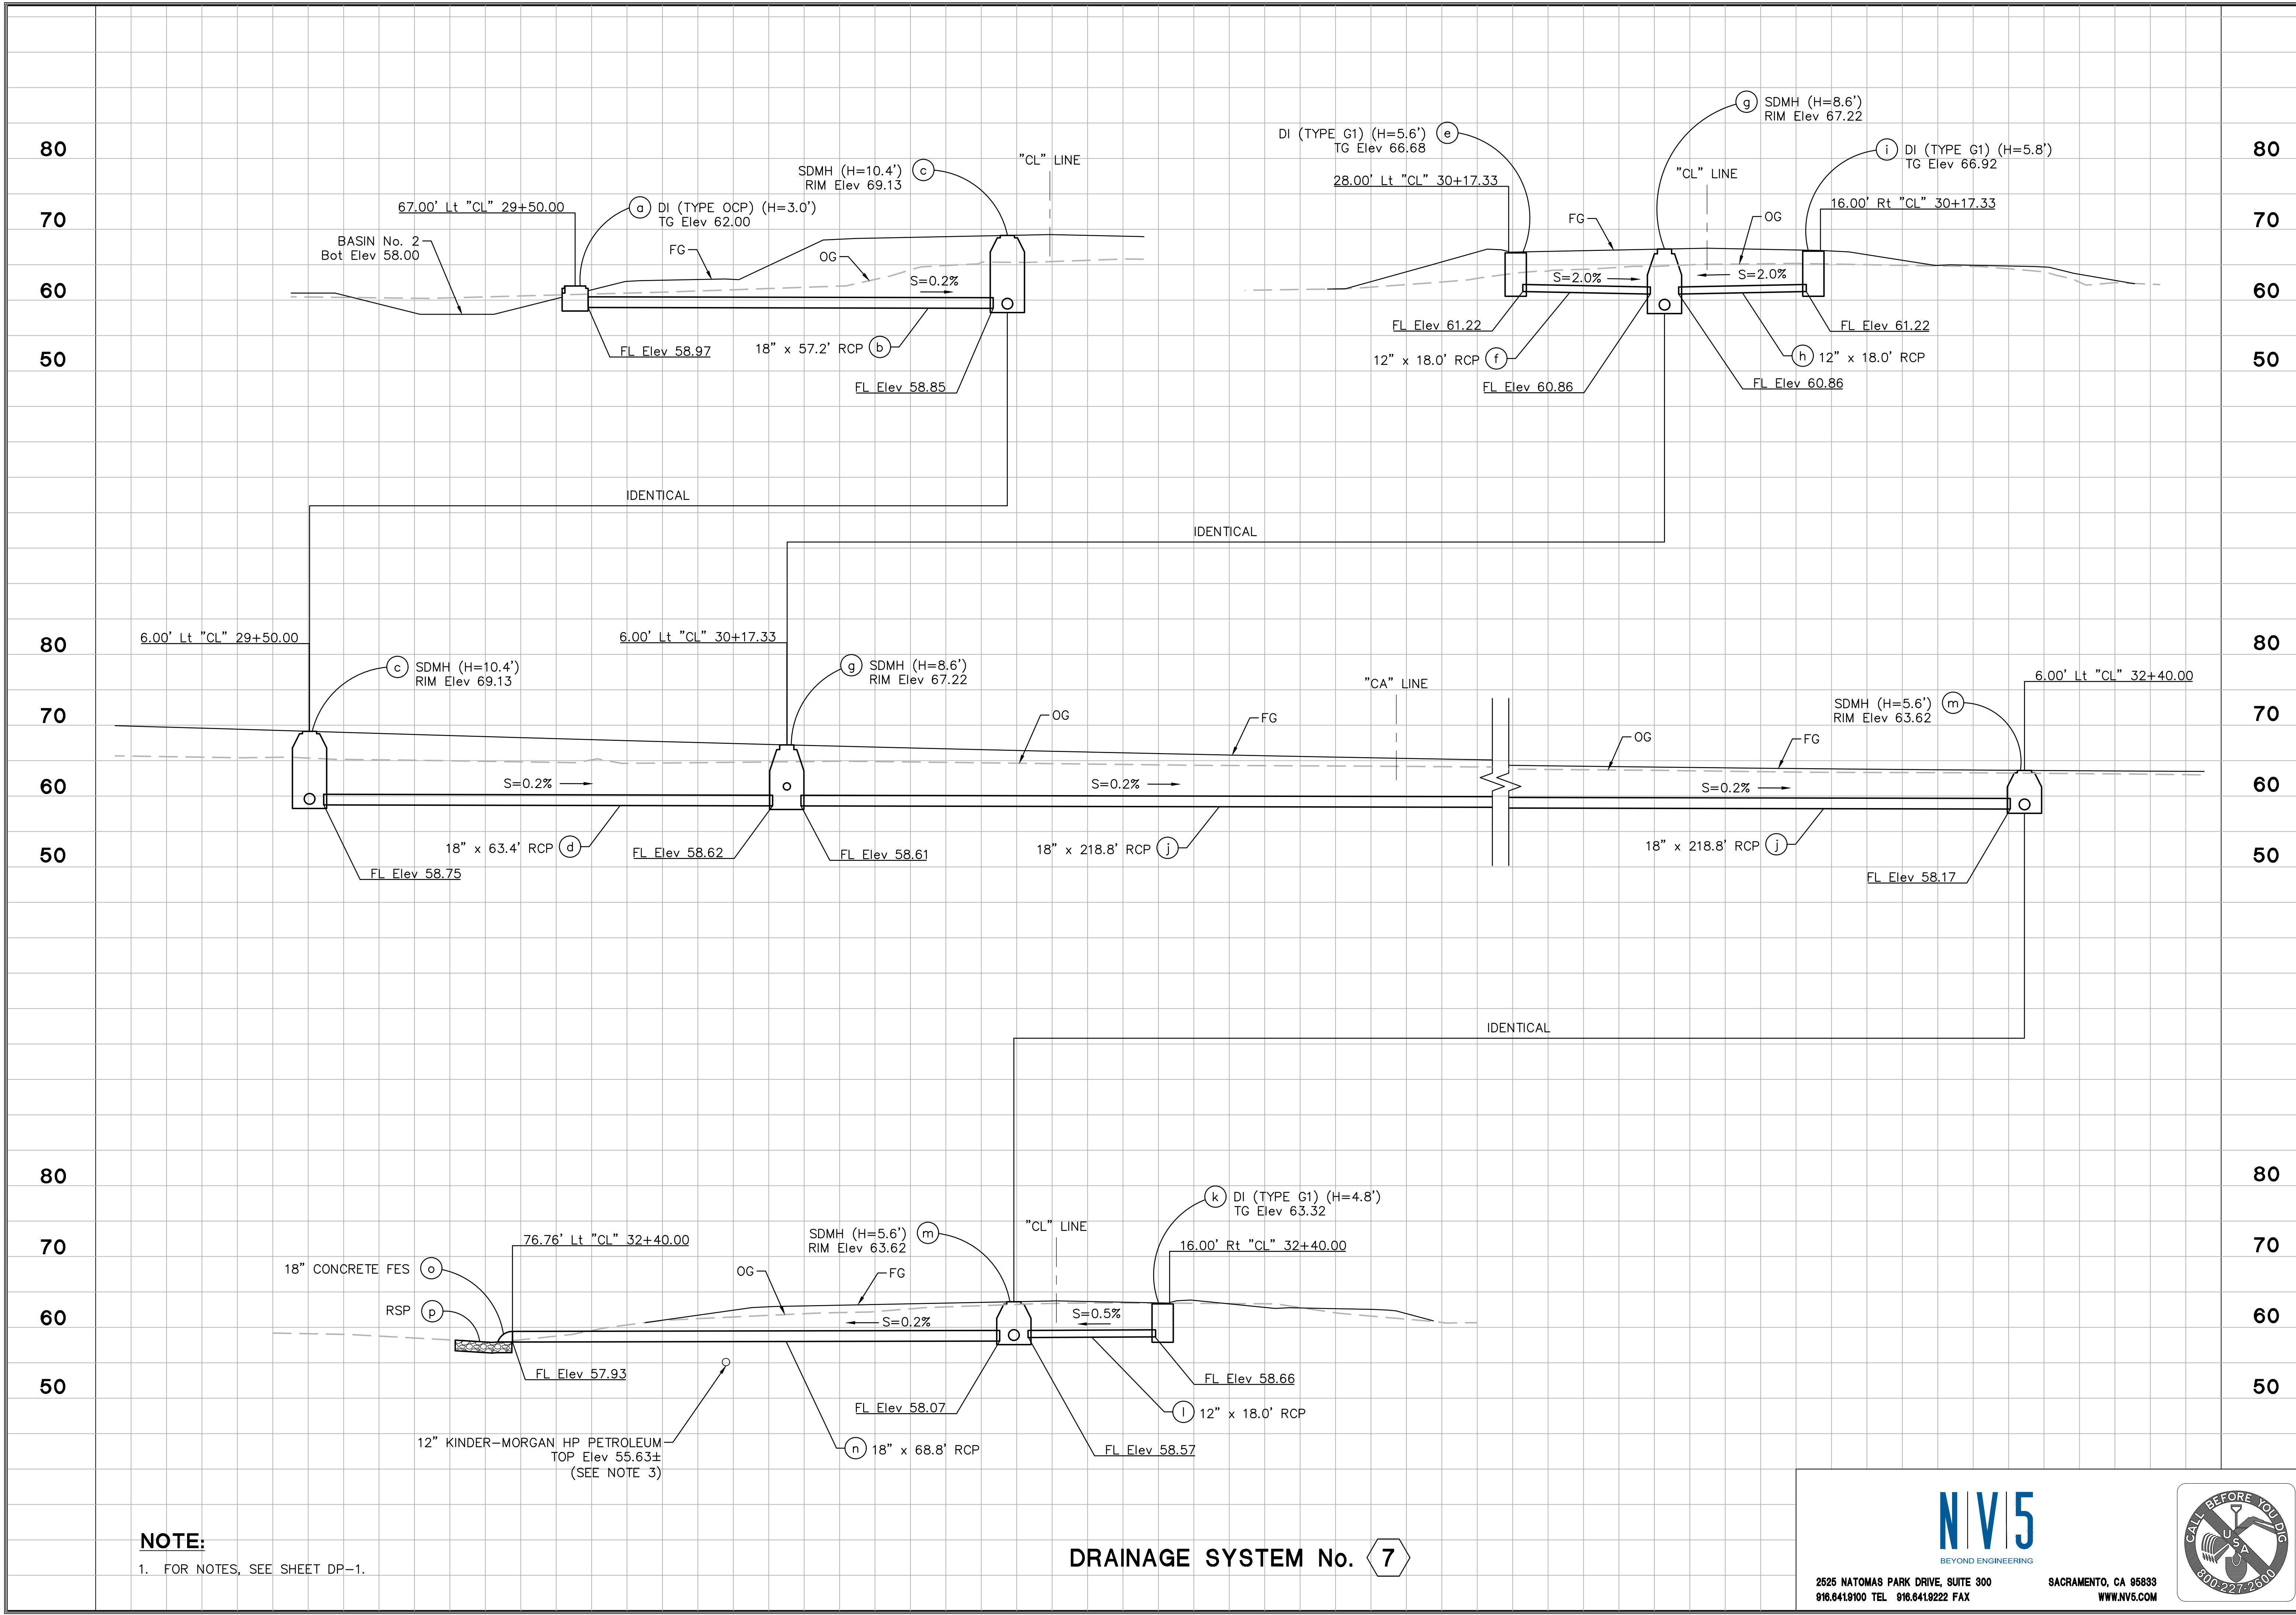 80
70
60
50
67.00' Lt "CL" 29+50.00
BASIN No. 2
Bot Elev 58.00
a
DI (TYPE OCP) (H=3.0')
TG Elev 62.00
FG
OG
SDMH (H=10.4')
RIM Elev 69.13
c
"CL" LINE
S=0.2%
FL Elev 58.97
18" x 57.2' RCP
b
FL Elev 58.85
DI (TYPE G1) (H=5.6')
TG Elev 66.68
e
28.00' Lt "CL" 30+17.33
g
SDMH (H=8.6')
RIM Elev 67.22
"CL" LINE
i
DI (TYPE G1) (H=5.8')
TG Elev 66.92
16.00' Rt "CL" 30+17.33
FG
OG
S=2.0%
S=2.0%
FL Elev 61.22
FL Elev 61.22
12" x 18.0' RCP
f
h
12" x 18.0' RCP
FL Elev 60.86
FL Elev 60.86
80
70
60
50
IDENTICAL
IDENTICAL
80
70
60
50
6.00' Lt "CL" 29+50.00
c
SDMH (H=10.4')
RIM Elev 69.13
6.00' Lt "CL" 30+17.33
g
SDMH (H=8.6')
RIM Elev 67.22
OG
FG
"CA" LINE
OG
FG
SDMH (H=5.6')
RIM Elev 63.62
m
6.00' Lt "CL" 32+40.00
S=0.2%
S=0.2%
S=0.2%
18" x 63.4' RCP
d
FL Elev 58.75
FL Elev 58.62
FL Elev 58.61
18" x 218.8' RCP
j
18" x 218.8' RCP
j
FL Elev 58.17
80
70
60
50
IDENTICAL
80
70
60
50
18" CONCRETE FES
o
RSP
p
76.76' Lt "CL" 32+40.00
OG
FG
SDMH (H=5.6')
RIM Elev 63.62
m
"CL" LINE
k
DI (TYPE G1) (H=4.8')
TG Elev 63.32
16.00' Rt "CL" 32+40.00
S=0.2%
S=0.5%
FL Elev 57.93
FL Elev 58.07
FL Elev 58.66
l
12" x 18.0' RCP
12" KINDER-MORGAN HP PETROLEUM
TOP Elev 55.63±
(SEE NOTE 3)
n
18" x 68.8' RCP
FL Elev 58.57
80
70
60
50
NOTE:
1. FOR NOTES, SEE SHEET DP-1.
DRAINAGE SYSTEM No. 7
N|V|5
BEYOND ENGINEERING
2525 NATOMAS PARK DRIVE, SUITE 300 SACRAMENTO, CA 95833
916.641.9100 TEL 916.641.9222 FAX WWW.NV5.COM
CALL BEFORE YOU DIG
USA
800-227-2600